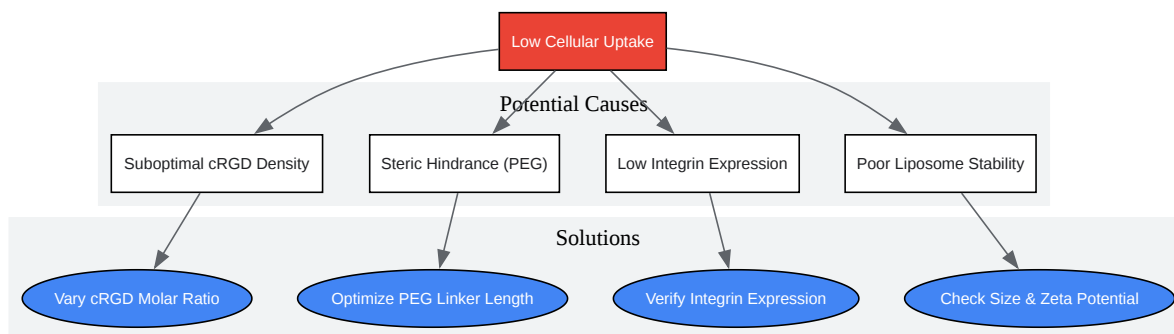 Low Cellular Uptake
Potential Causes
Suboptimal cRGD Density
Steric Hindrance (PEG)
Low Integrin Expression
Poor Liposome Stability
Solutions
Vary cRGD Molar Ratio
Optimize PEG Linker Length
Verify Integrin Expression
Check Size & Zeta Potential